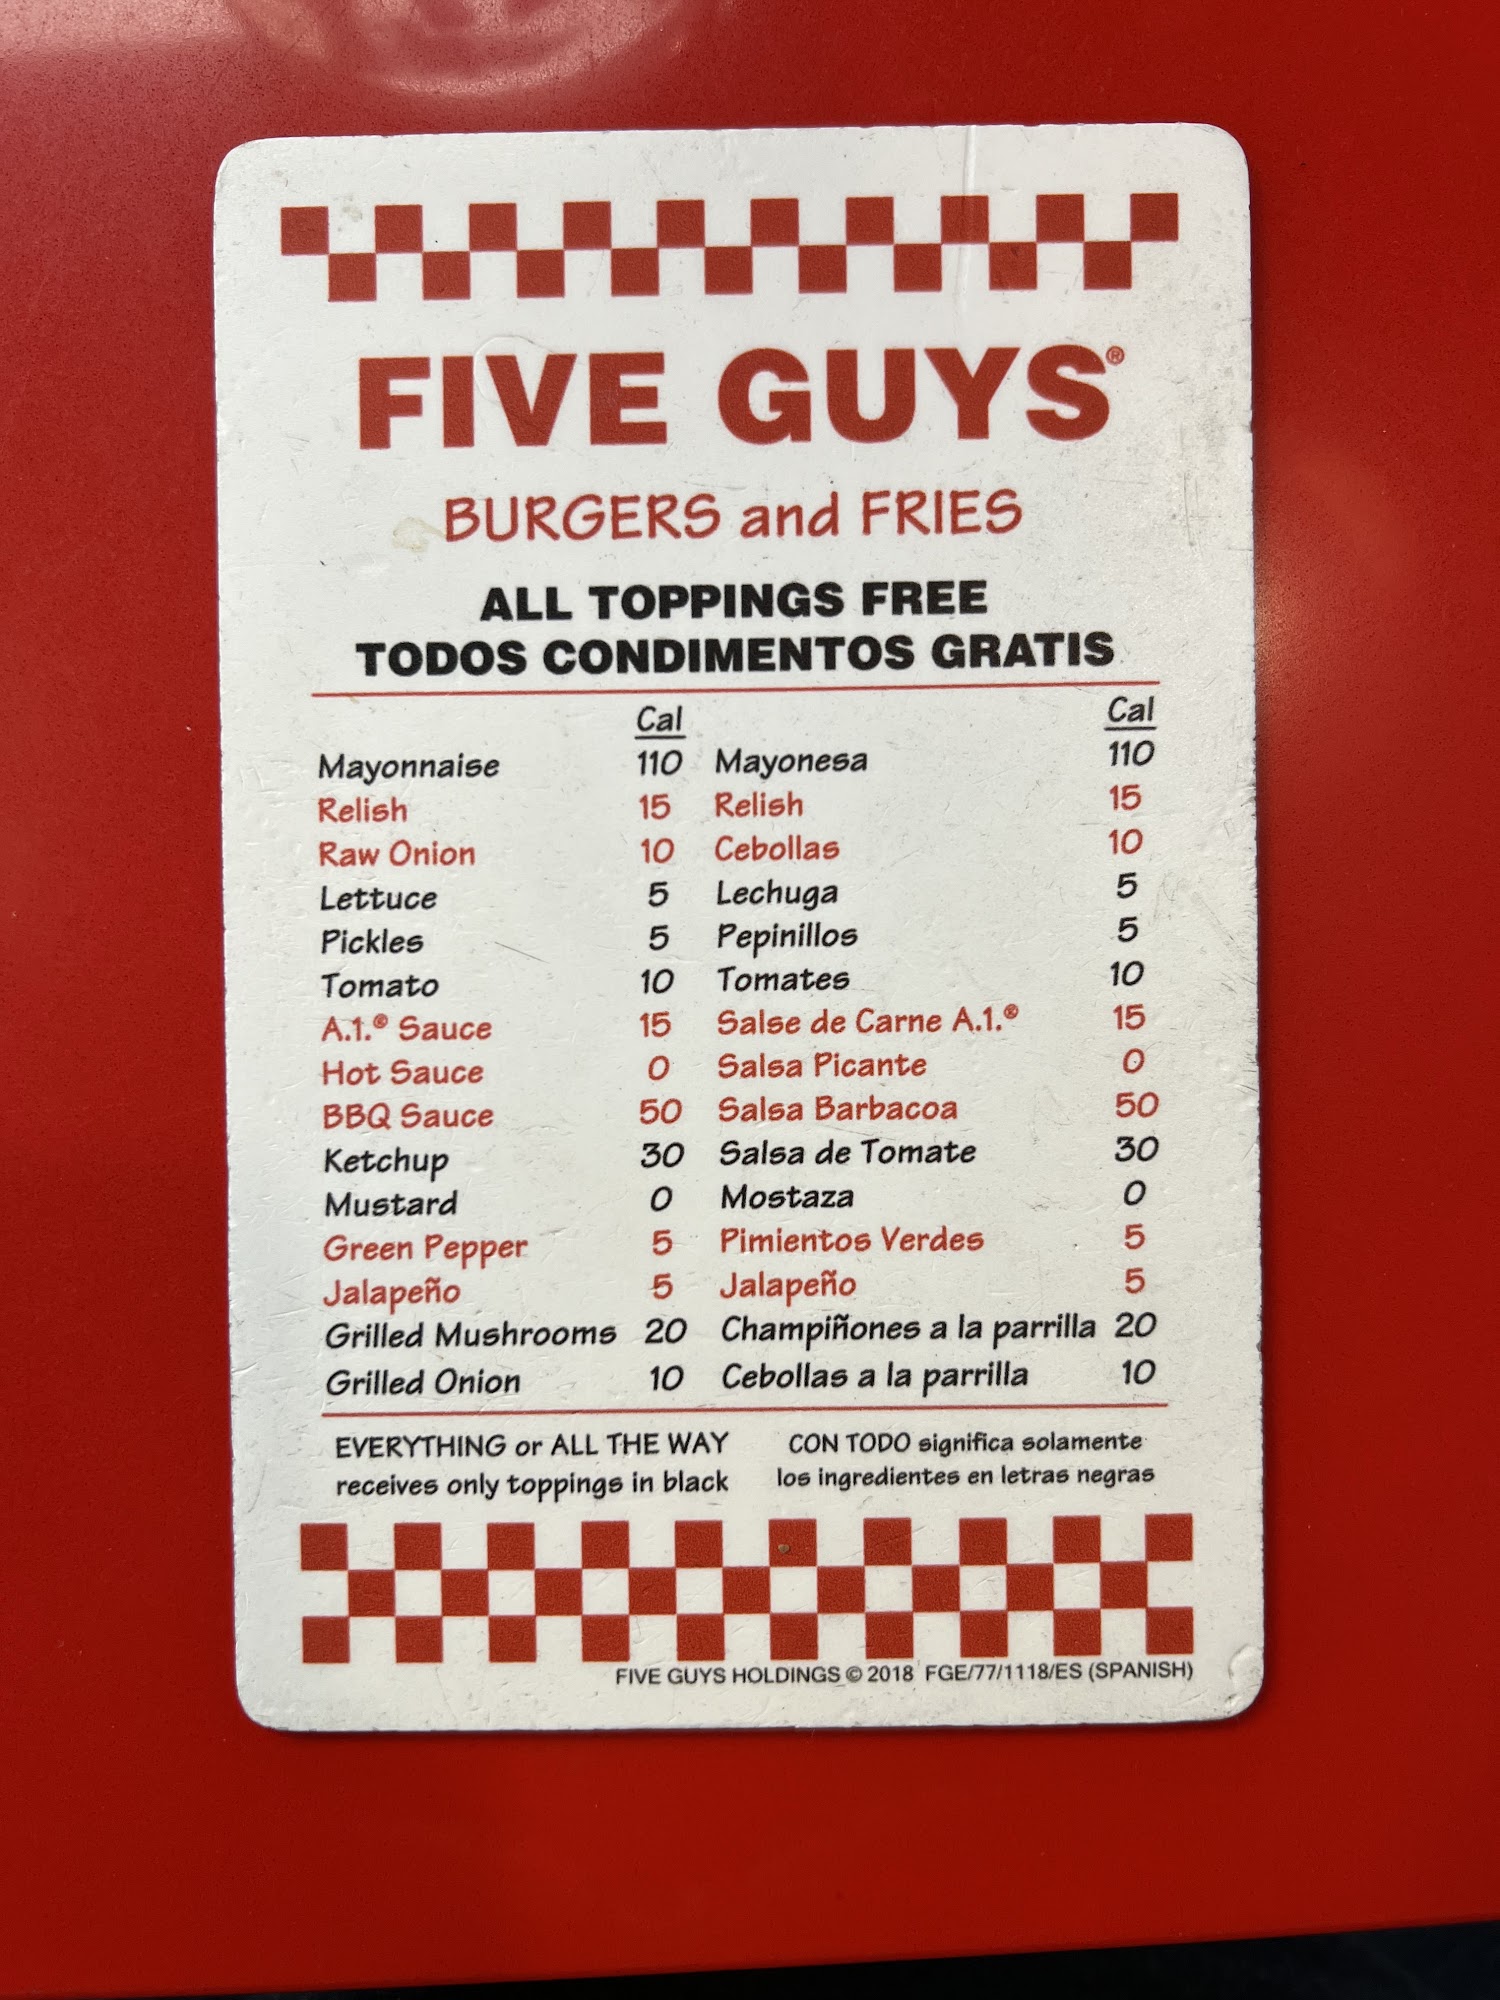 FIVE GUYS®
BURGERS and FRIES
ALL TOPPINGS FREE
TODOS CONDIMENTOS GRATIS
Cal Cal
Mayonnaise 110 Mayonesa 110
Relish 15 Relish 15
Raw Onion 10 Cebollas 10
Lettuce 5 Lechuga 5
Pickles 5 Pepinillos 5
Tomato 10 Tomates 10
A.1.® Sauce 15 Salse de Carne A.1.® 15
Hot Sauce 0 Salsa Picante 0
BBQ Sauce 50 Salsa Barbacoa 50
Ketchup 30 Salsa de Tomate 30
Mustard 0 Mostaza 0
Green Pepper 5 Pimientos Verdes 5
Jalapeño 5 Jalapeño 5
Grilled Mushrooms 20 Champiñones a la parrilla 20
Grilled Onion 10 Cebollas a la parrilla 10
EVERYTHING or ALL THE WAY
receives only toppings in black
CON TODO significa solamente
los ingredientes en letras negras
FIVE GUYS HOLDINGS © 2018 FGE/77/1118/ES (SPANISH)